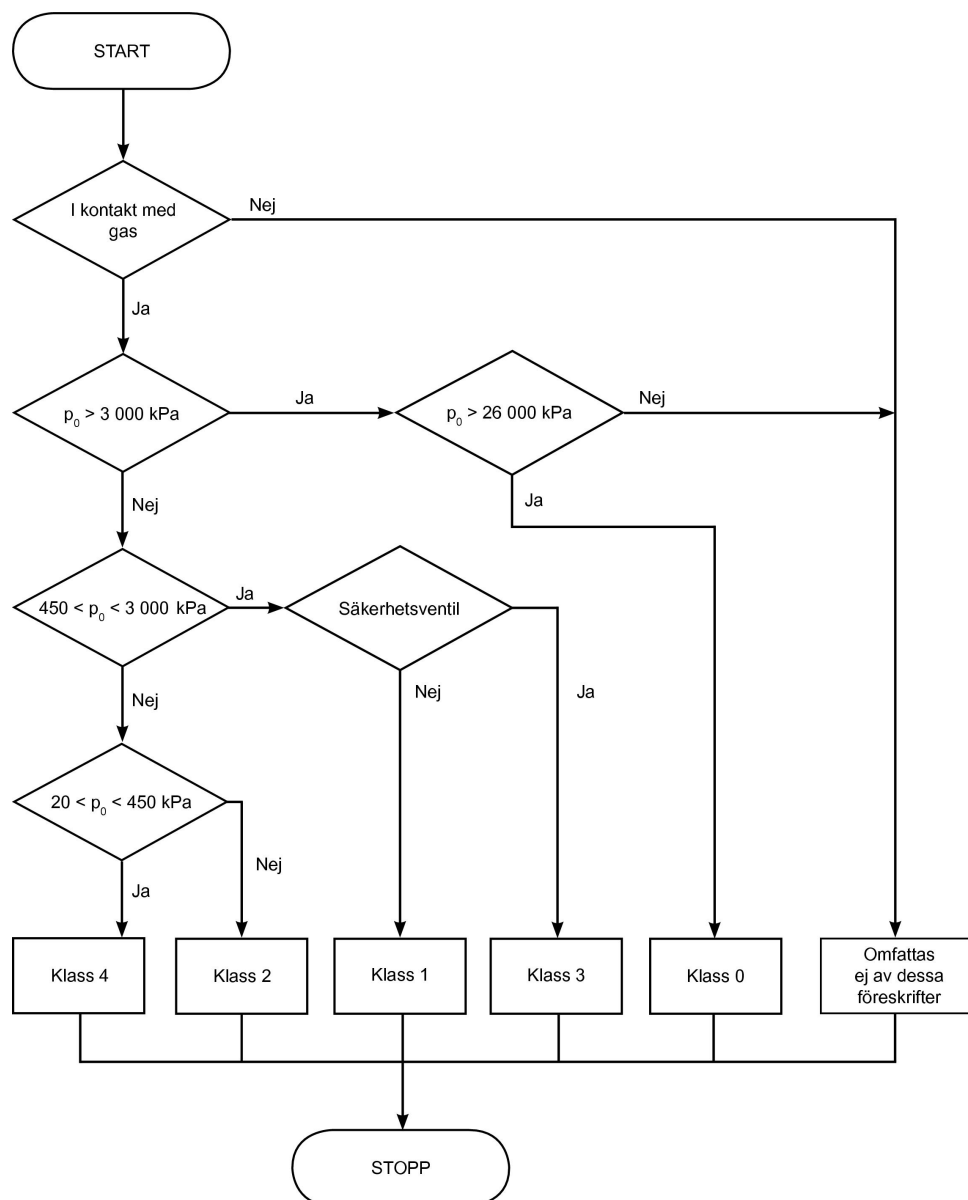 START
I kontakt med
gas
Nej
Ja
p₀ > 3 000 kPa
Ja
p₀ > 26 000 kPa
Nej
Nej
Ja
450 < p₀ < 3 000 kPa
Ja
Säkerhetsventil
Nej
Nej
Ja
20 < p₀ < 450 kPa
Nej
Ja
Klass 4
Klass 2
Klass 1
Klass 3
Klass 0
Omfattas
ej av dessa
föreskrifter
STOPP